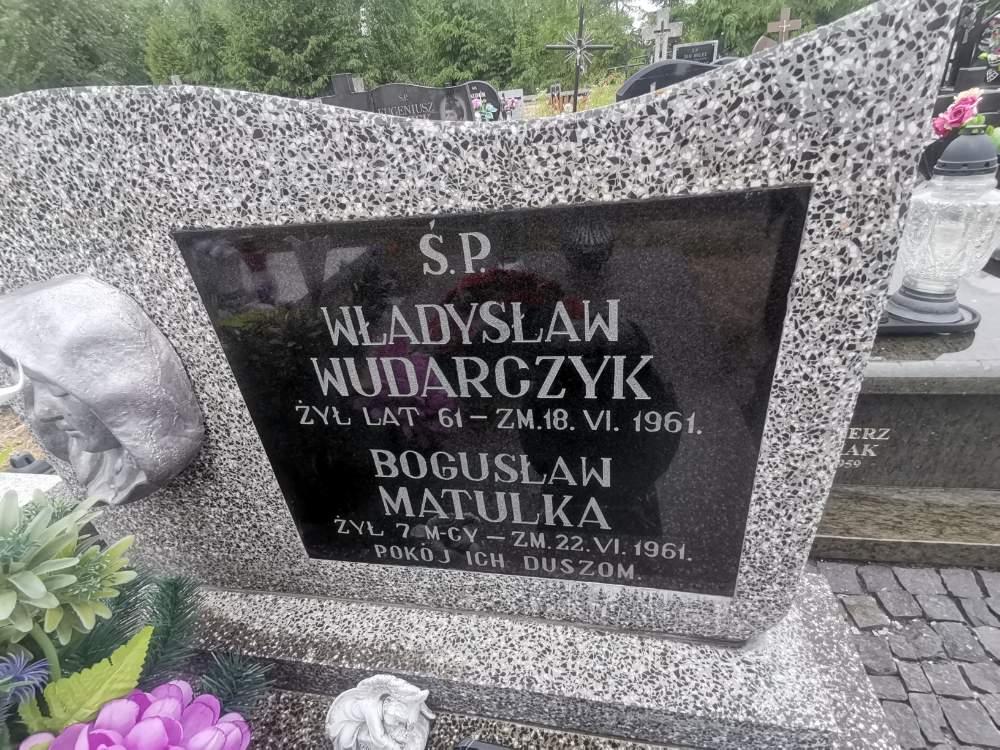 Ś.P.
WŁADYSŁAW
WUDARCZYK
ŻYŁ LAT 61 – ZM. 18. VI. 1961.
BOGUSŁAW
MATULKA
ŻYŁ 7 M-CY – ZM. 22. VI. 1961.
POKÓJ ICH DUSZOM.
EUGENIUSZ